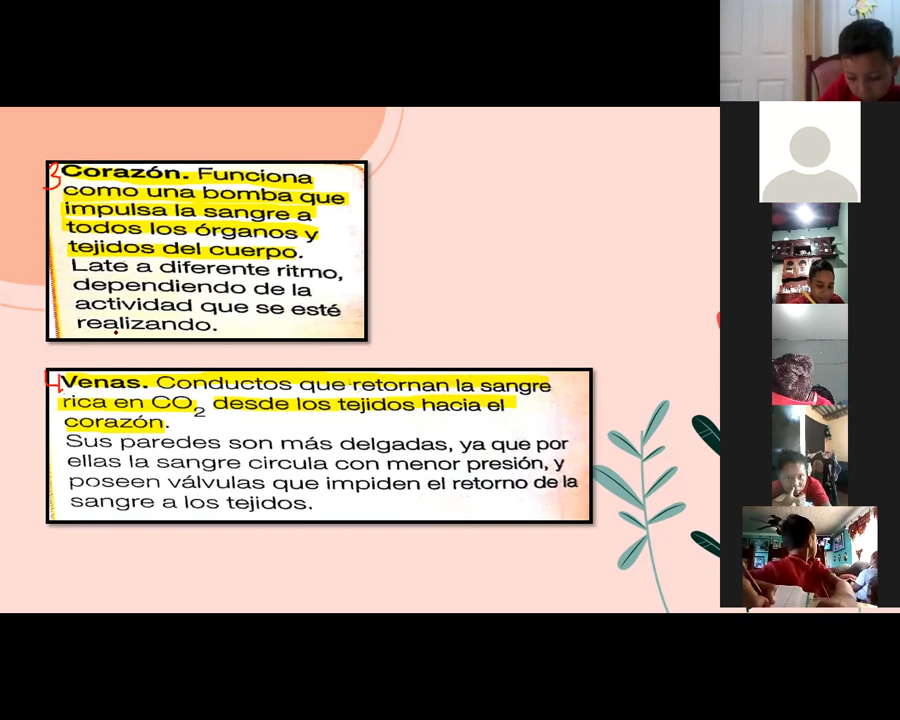 3 Corazón. Funciona
como una bomba que
impulsa la sangre a
todos los órganos y
tejidos del cuerpo.
Late a diferente ritmo,
dependiendo de la
actividad que se esté
realizando.
4 Venas. Conductos que retornan la sangre
rica en CO₂ desde los tejidos hacia el
corazón.
Sus paredes son más delgadas, ya que por
ellas la sangre circula con menor presión, y
poseen válvulas que impiden el retorno de la
sangre a los tejidos.